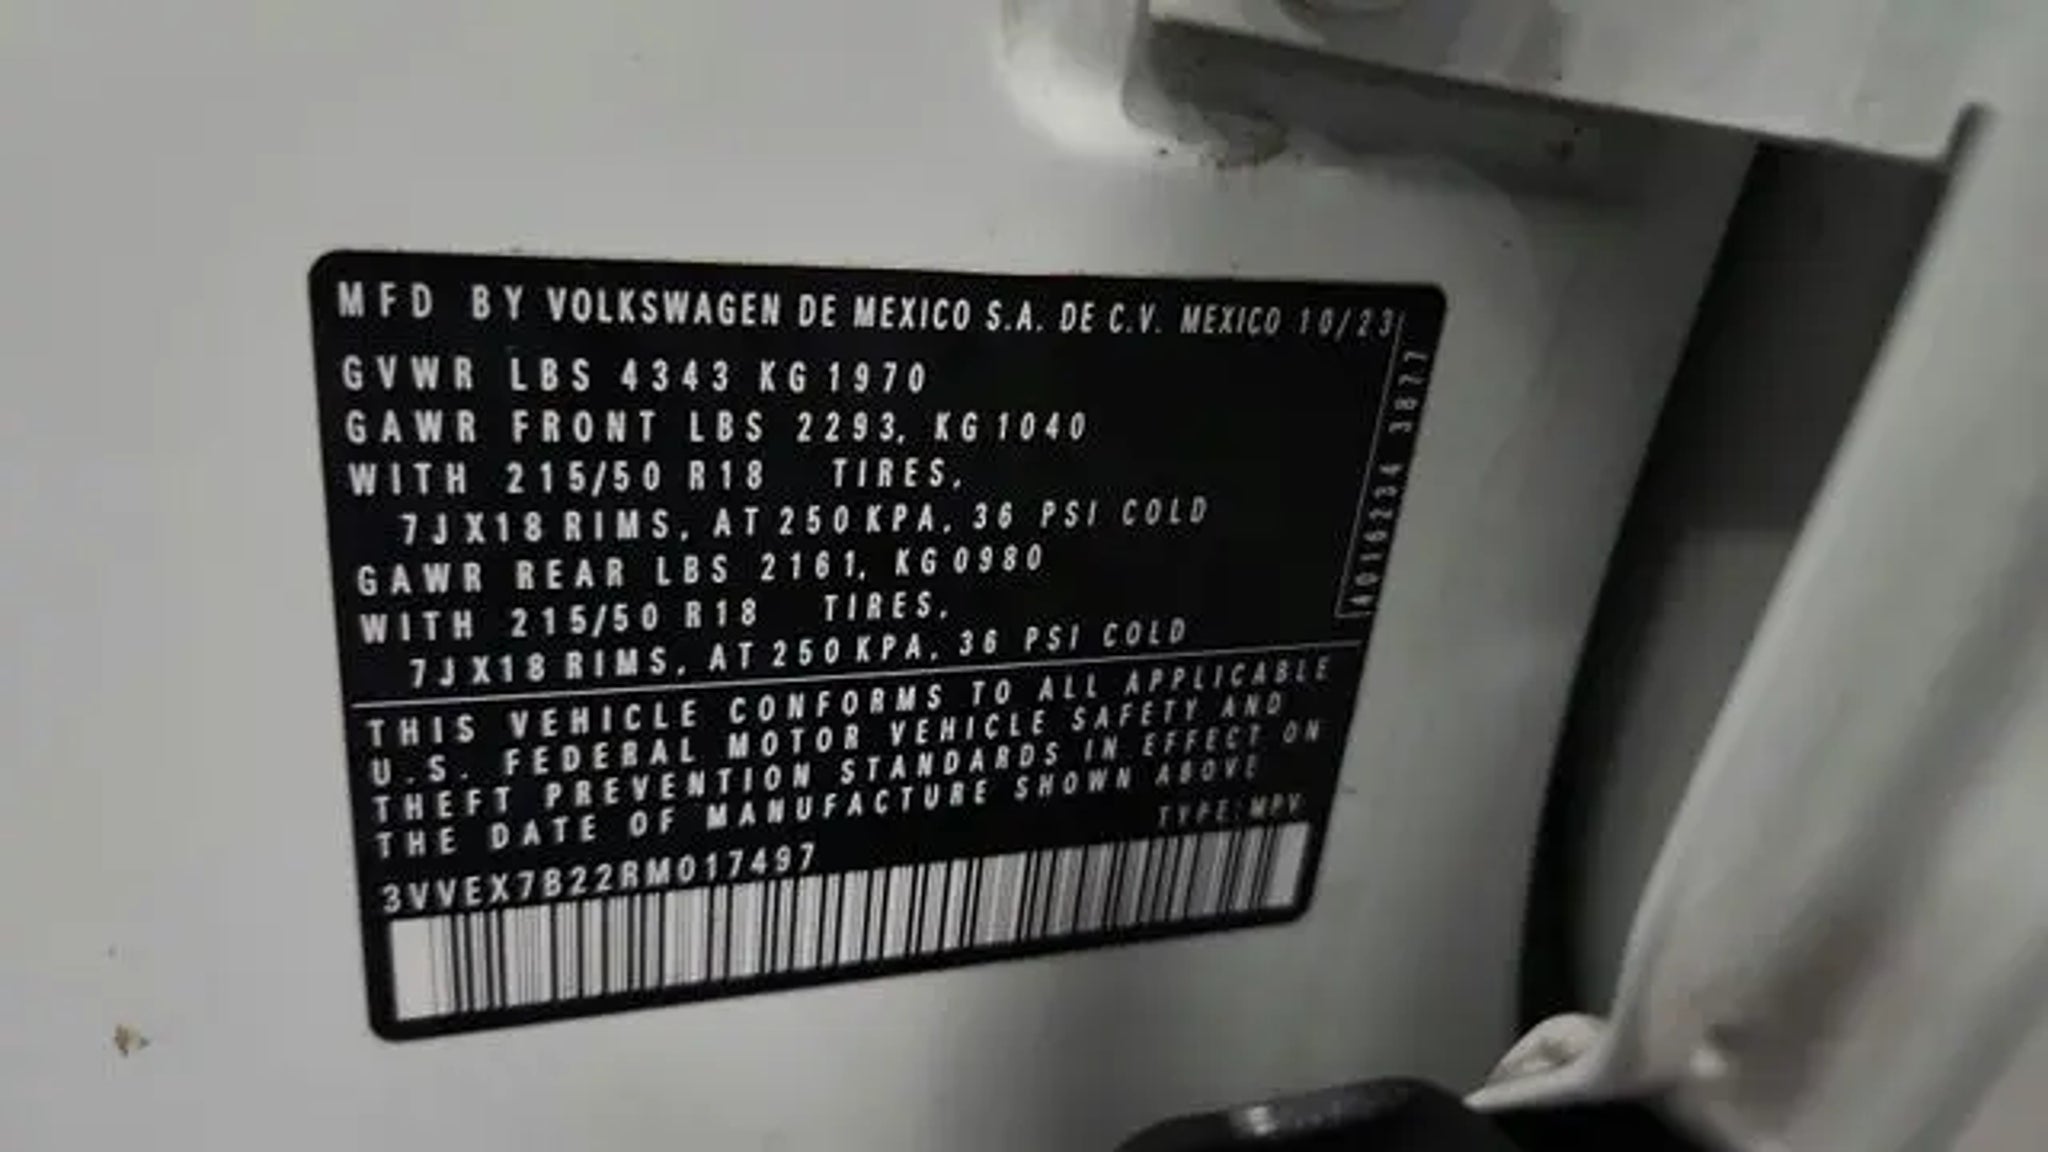 MFD BY VOLKSWAGEN DE MEXICO S.A. DE C.V. MEXICO 10/23
GVWR LBS 4343 KG 1970
GAWR FRONT LBS 2293, KG 1040
WITH 215/50 R18 TIRES,
7JX18 RIMS, AT 250 KPA, 36 PSI COLD
GAWR REAR LBS 2161, KG 0980
WITH 215/50 R18 TIRES,
7JX18 RIMS, AT 250 KPA, 36 PSI COLD
THIS VEHICLE CONFORMS TO ALL APPLICABLE
U.S. FEDERAL MOTOR VEHICLE SAFETY AND
THEFT PREVENTION STANDARDS IN EFFECT ON
THE DATE OF MANUFACTURE SHOWN ABOVE
TYPE: MPV
3VVEX7B22RM017497